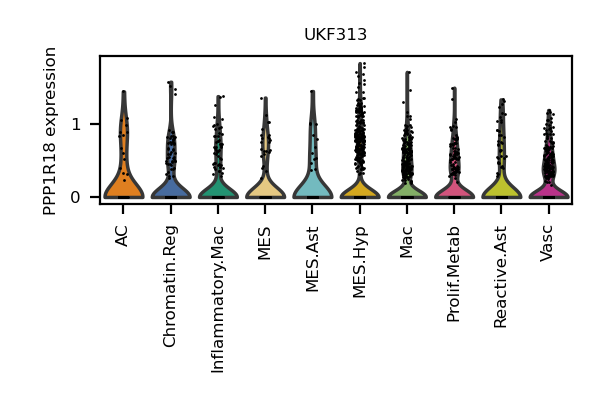 UKF313
PPP1R18 expression
1
0
AC
Chromatin.Reg
Inflammatory.Mac
MES
MES.Ast
MES.Hyp
Mac
Prolif.Metab
Reactive.Ast
Vasc